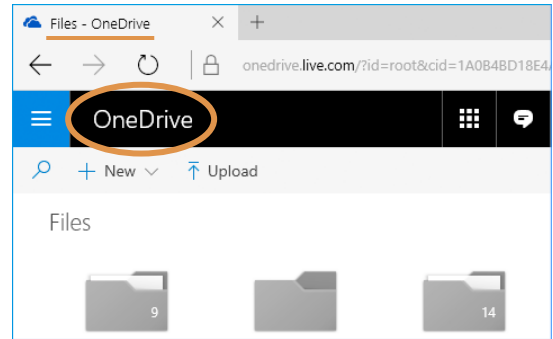 Files - OneDrive
onedrive.live.com/?id=root&cid=1A0B4BD18E4
OneDrive
New
Upload
Files
9
14